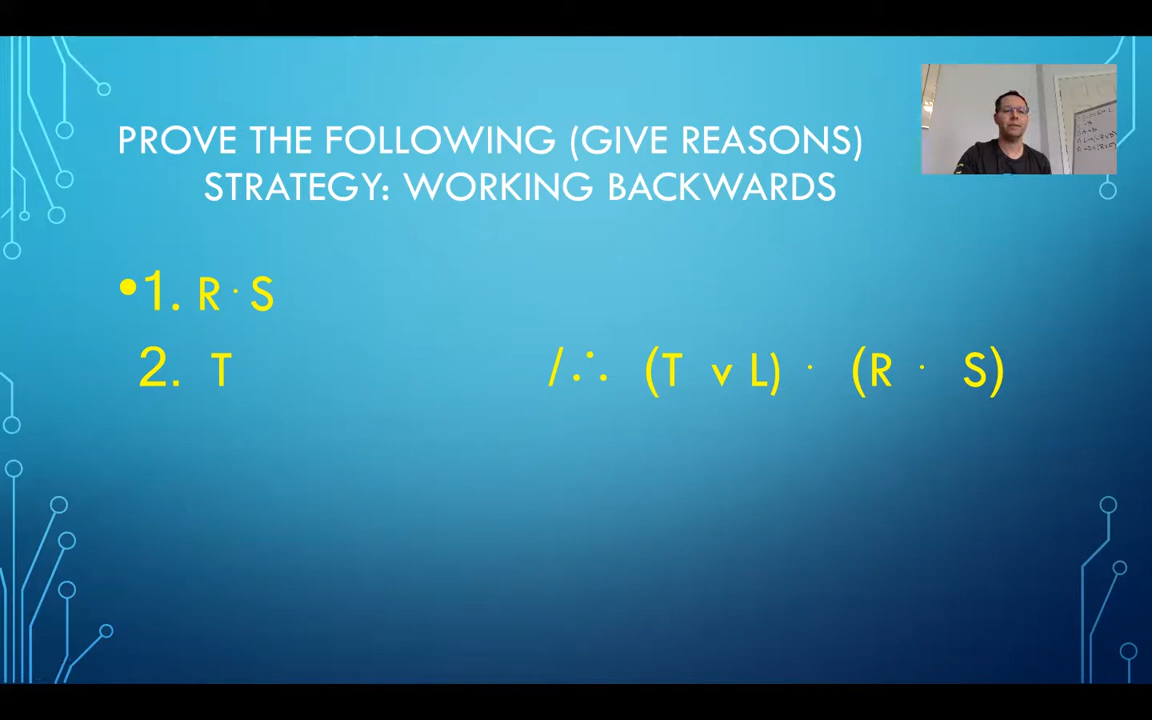 PROVE THE FOLLOWING (GIVE REASONS)
STRATEGY: WORKING BACKWARDS
•1. R · S
2. T /∴ (T v L) · (R · S)